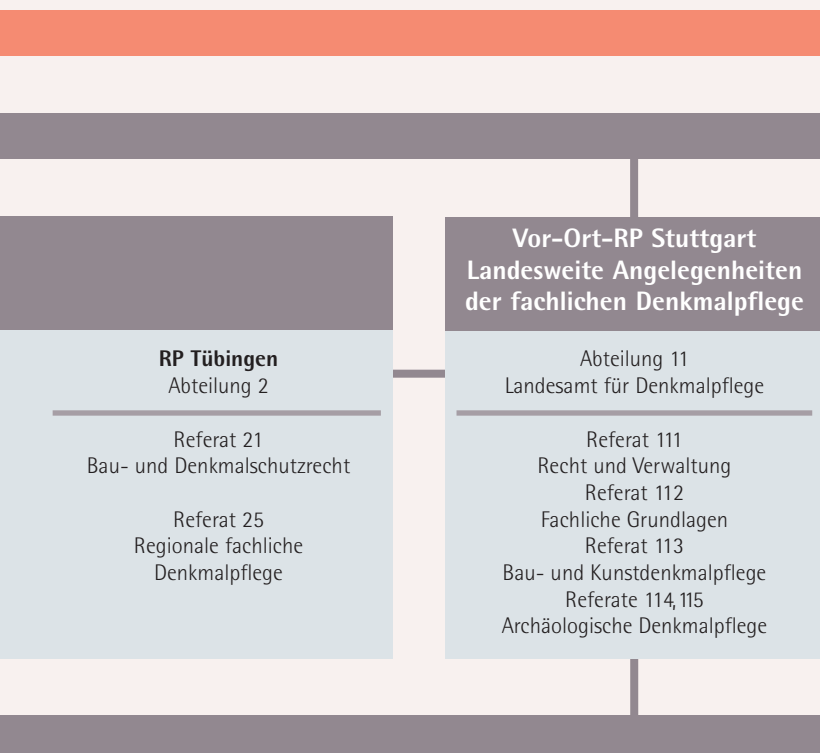 RP Tübingen
Abteilung 2
Referat 21
Bau- und Denkmalschutzrecht
Referat 25
Regionale fachliche
Denkmalpflege
Vor-Ort-RP Stuttgart
Landesweite Angelegenheiten
der fachlichen Denkmalpflege
Abteilung 11
Landesamt für Denkmalpflege
Referat 111
Recht und Verwaltung
Referat 112
Fachliche Grundlagen
Referat 113
Bau- und Kunstdenkmalpflege
Referate 114, 115
Archäologische Denkmalpflege